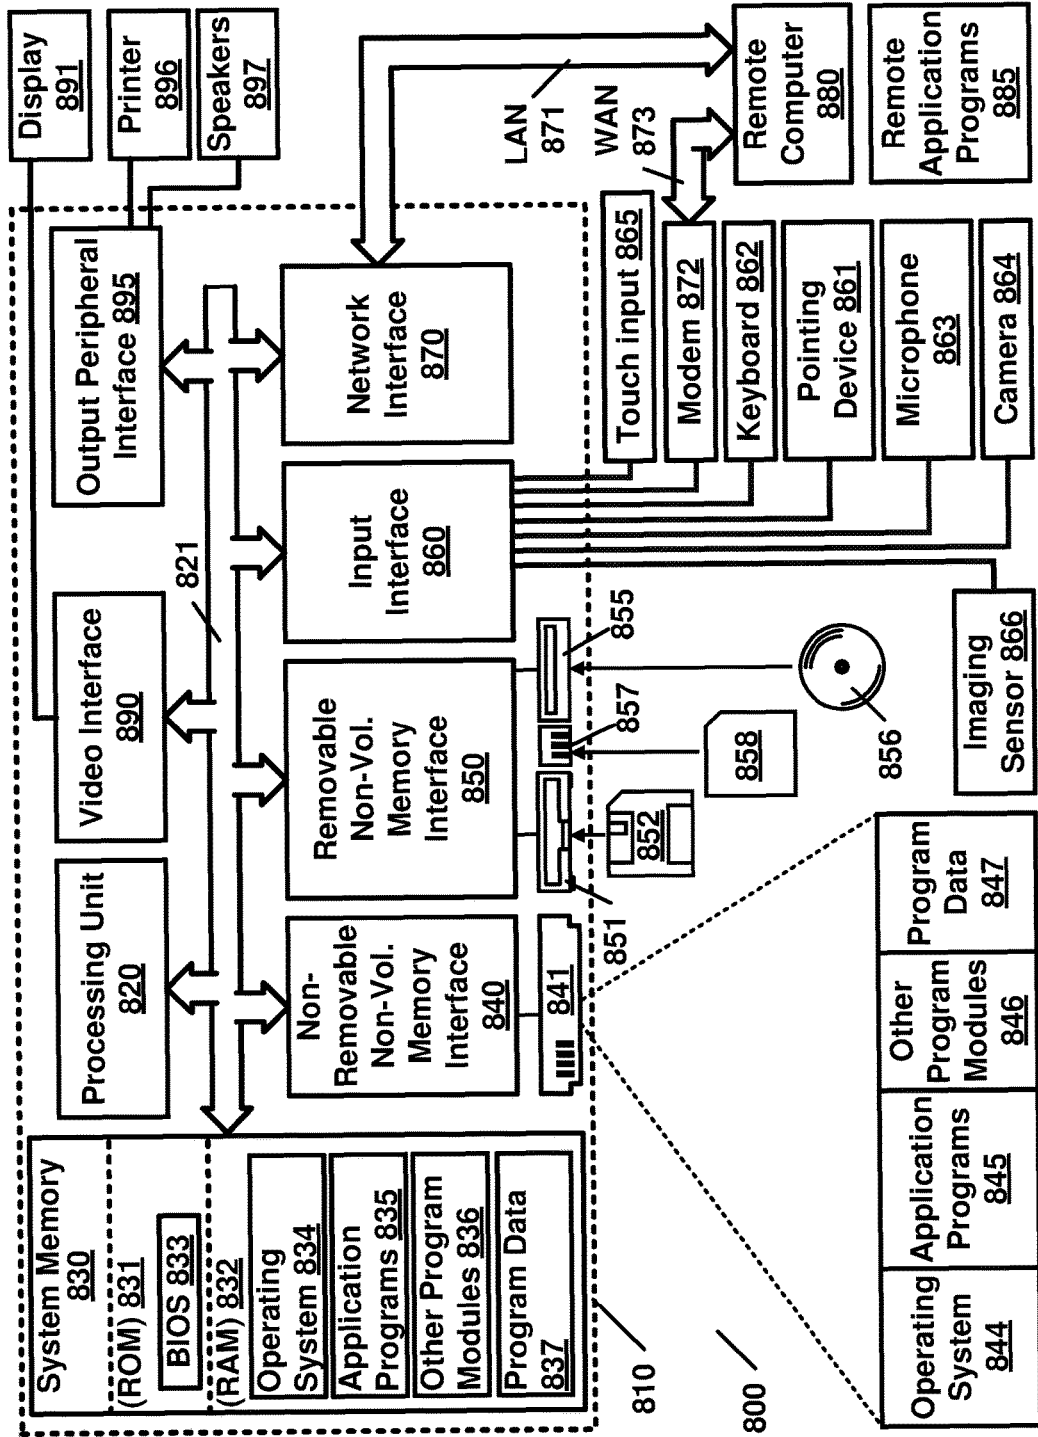 System Memory
830
(ROM) 831
BIOS 833
(RAM) 832
Operating
System 834
Application
Programs 835
Other Program
Modules 836
Program Data
837
Processing Unit
820
Video Interface
890
Output Peripheral
Interface 895
Display
891
Printer
896
Speakers
897
821
Non-
Removable
Non-Vol.
Memory
Interface
840
Removable
Non-Vol.
Memory
Interface
850
Input
Interface
860
Network
Interface
870
841
851
852
857
858
855
856
LAN
871
WAN
873
Touch input 865
Modem 872
Keyboard 862
Pointing
Device 861
Microphone
863
Camera 864
Imaging
Sensor 866
Remote
Computer
880
Remote
Application
Programs
885
810
800
Operating
System
844
Application
Programs
845
Other
Program
Modules
846
Program
Data
847